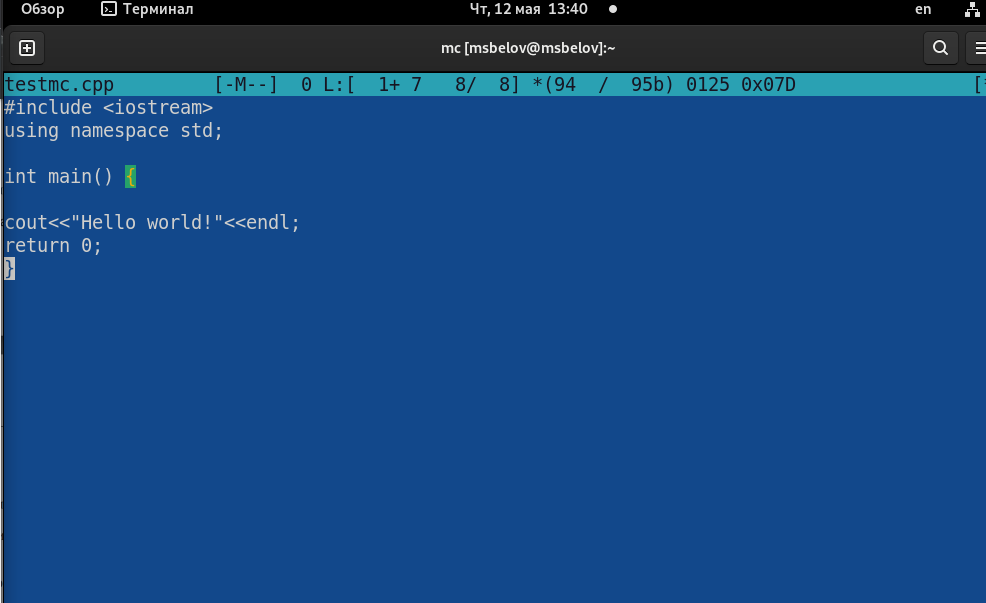 Обзор Терминал Чт, 12 мая 13:40 en
mc [msbelov@msbelov]:~
testmc.cpp [-M--] 0 L:[ 1+ 7 8/ 8] *(94 / 95b) 0125 0x07D [*
#include <iostream>
using namespace std;
int main() {
cout<<"Hello world!"<<endl;
return 0;
}